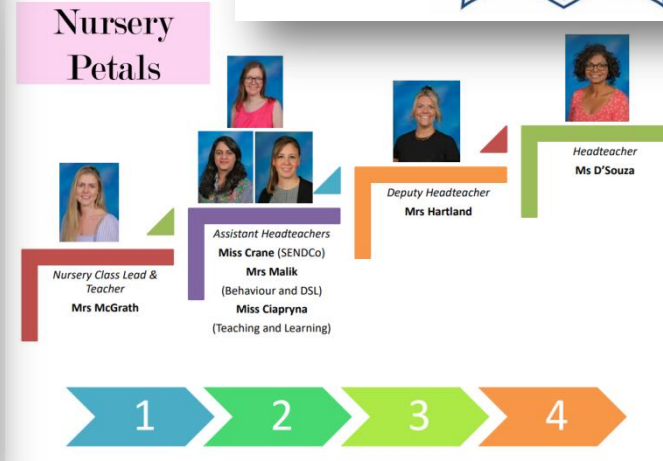 Nursery
Petals
Nursery Class Lead &
Teacher
Mrs McGrath
Assistant Headteachers
Miss Crane (SENDCo)
Mrs Malik
(Behaviour and DSL)
Miss Ciapryna
(Teaching and Learning)
Deputy Headteacher
Mrs Hartland
Headteacher
Ms D'Souza
1
2
3
4